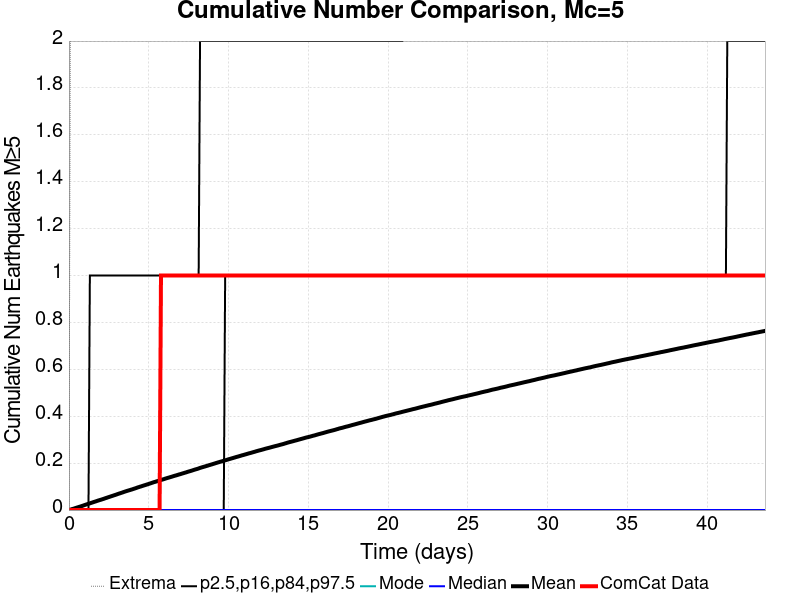 Cumulative Number Comparison, Mc=5
Cumulative Num Earthquakes M≥5
2
1.8
1.6
1.4
1.2
1
0.8
0.6
0.4
0.2
0
0 5 10 15 20 25 30 35 40
Time (days)
Extrema p2.5,p16,p84,p97.5 Mode Median Mean ComCat Data